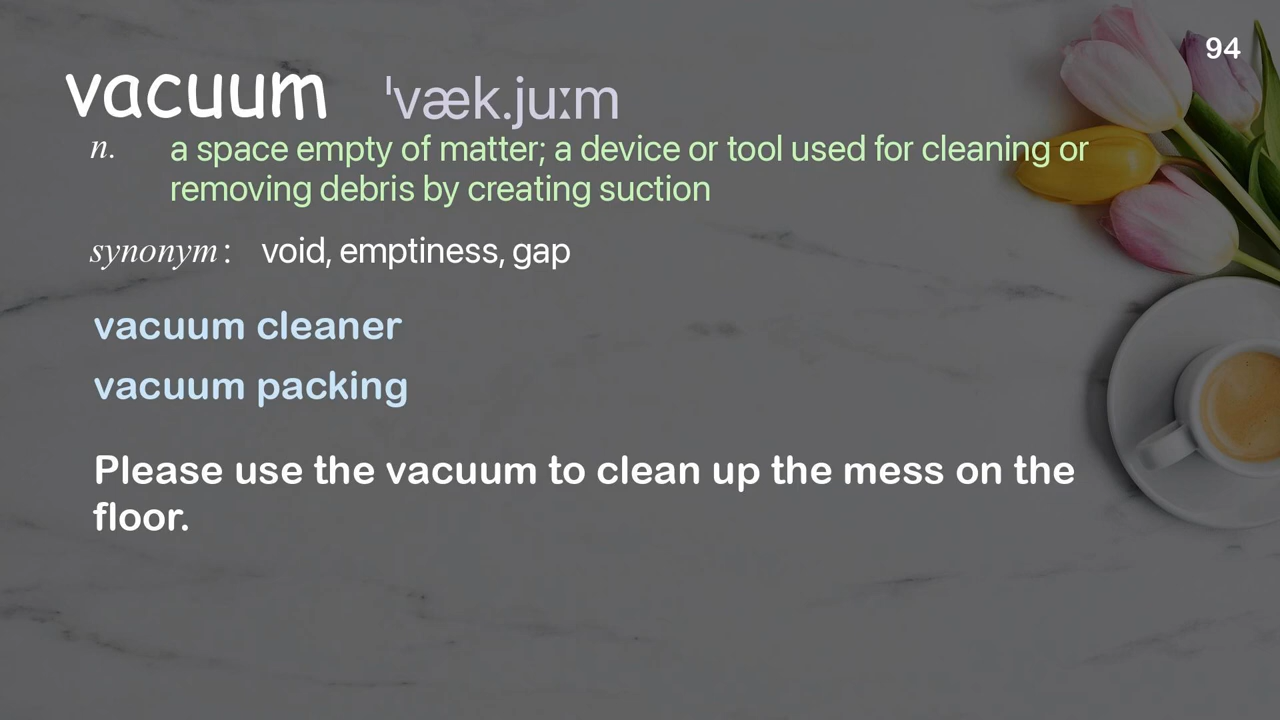 94
vacuum ˈvæk.juːm
n. a space empty of matter; a device or tool used for cleaning or
removing debris by creating suction
synonym: void, emptiness, gap
vacuum cleaner
vacuum packing
Please use the vacuum to clean up the mess on the
floor.